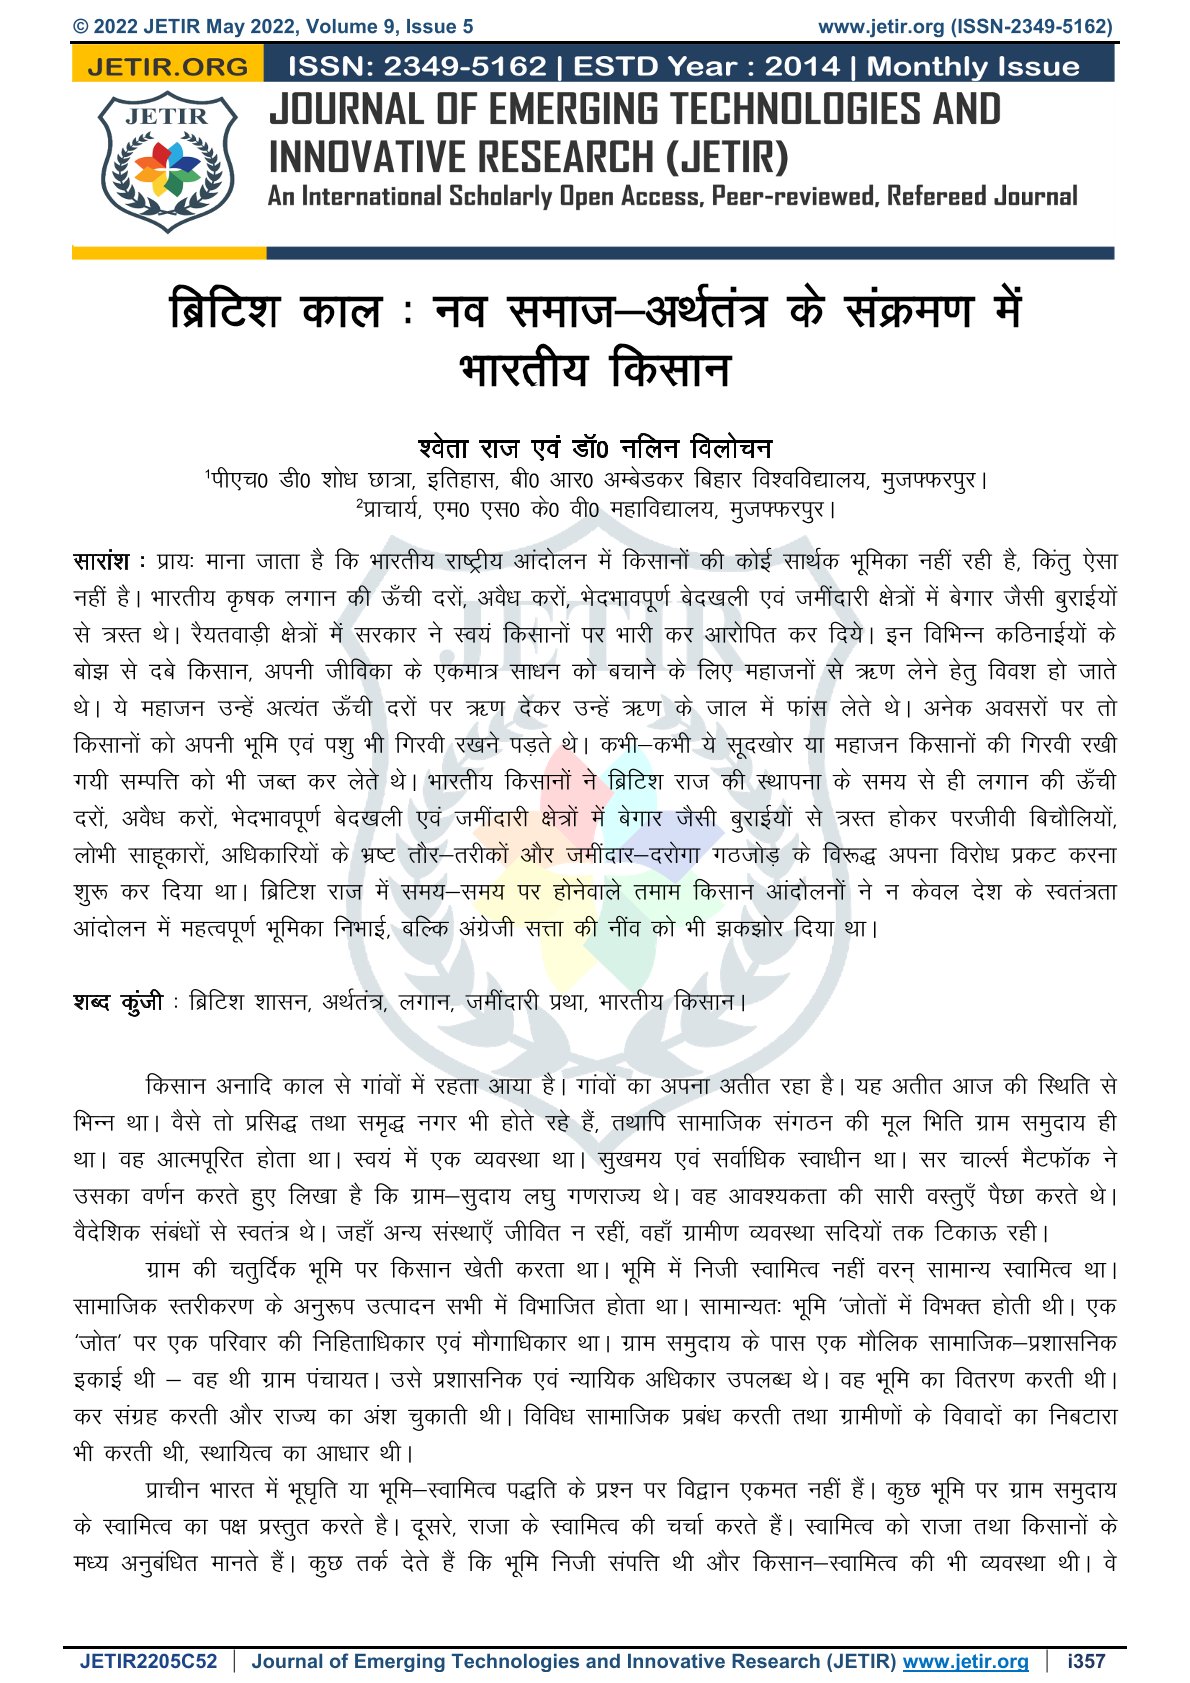 © 2022 JETIR May 2022, Volume 9, Issue 5 www.jetir.org (ISSN-2349-5162)
JETIR.ORG ISSN: 2349-5162 | ESTD Year : 2014 | Monthly Issue
JETIR
JOURNAL OF EMERGING TECHNOLOGIES AND
INNOVATIVE RESEARCH (JETIR)
An International Scholarly Open Access, Peer-reviewed, Refereed Journal
ब्रिटिश काल : नव समाज–अर्थतंत्र के संक्रमण में
भारतीय किसान
श्वेता राज एवं डॉ0 नलिन विलोचन
¹पीएच0 डी0 शोध छात्रा, इतिहास, बी0 आर0 अम्बेडकर बिहार विश्वविद्यालय, मुजफ्फरपुर।
²प्राचार्य, एम0 एस0 के0 वी0 महाविद्यालय, मुजफ्फरपुर।
सारांश : प्रायः माना जाता है कि भारतीय राष्ट्रीय आंदोलन में किसानों की कोई सार्थक भूमिका नहीं रही है, किंतु ऐसा
नहीं है। भारतीय कृषक लगान की ऊँची दरों, अवैध करों, भेदभावपूर्ण बेदखली एवं जमींदारी क्षेत्रों में बेगार जैसी बुराईयों
से त्रस्त थे। रैयतवाड़ी क्षेत्रों में सरकार ने स्वयं किसानों पर भारी कर आरोपित कर दिये। इन विभिन्न कठिनाईयों के
बोझ से दबे किसान, अपनी जीविका के एकमात्र साधन को बचाने के लिए महाजनों से ऋण लेने हेतु विवश हो जाते
थे। ये महाजन उन्हें अत्यंत ऊँची दरों पर ऋण देकर उन्हें ऋण के जाल में फांस लेते थे। अनेक अवसरों पर तो
किसानों को अपनी भूमि एवं पशु भी गिरवी रखने पड़ते थे। कभी–कभी ये सूदखोर या महाजन किसानों की गिरवी रखी
गयी सम्पत्ति को भी जब्त कर लेते थे। भारतीय किसानों ने ब्रिटिश राज की स्थापना के समय से ही लगान की ऊँची
दरों, अवैध करों, भेदभावपूर्ण बेदखली एवं जमींदारी क्षेत्रों में बेगार जैसी बुराईयों से त्रस्त होकर परजीवी बिचौलियों,
लोभी साहूकारों, अधिकारियों के भ्रष्ट तौर–तरीकों और जमींदार–दरोगा गठजोड़ के विरूद्ध अपना विरोध प्रकट करना
शुरू कर दिया था। ब्रिटिश राज में समय–समय पर होनेवाले तमाम किसान आंदोलनों ने न केवल देश के स्वतंत्रता
आंदोलन में महत्वपूर्ण भूमिका निभाई, बल्कि अंग्रेजी सत्ता की नींव को भी झकझोर दिया था।
शब्द कुंजी : ब्रिटिश शासन, अर्थतंत्र, लगान, जमींदारी प्रथा, भारतीय किसान।
किसान अनादि काल से गांवों में रहता आया है। गांवों का अपना अतीत रहा है। यह अतीत आज की स्थिति से
भिन्न था। वैसे तो प्रसिद्ध तथा समृद्ध नगर भी होते रहे हैं, तथापि सामाजिक संगठन की मूल भिति ग्राम समुदाय ही
था। वह आत्मपूरित होता था। स्वयं में एक व्यवस्था था। सुखमय एवं सर्वाधिक स्वाधीन था। सर चार्ल्स मैटफॉक ने
उसका वर्णन करते हुए लिखा है कि ग्राम–सुदाय लघु गणराज्य थे। वह आवश्यकता की सारी वस्तुएँ पैछा करते थे।
वैदेशिक संबंधों से स्वतंत्र थे। जहाँ अन्य संस्थाएँ जीवित न रहीं, वहाँ ग्रामीण व्यवस्था सदियों तक टिकाऊ रही।
ग्राम की चतुर्दिक भूमि पर किसान खेती करता था। भूमि में निजी स्वामित्व नहीं वरन् सामान्य स्वामित्व था।
सामाजिक स्तरीकरण के अनुरूप उत्पादन सभी में विभाजित होता था। सामान्यतः भूमि ‘जोतों में विभक्त होती थी। एक
‘जोत’ पर एक परिवार की निहिताधिकार एवं मौगाधिकार था। ग्राम समुदाय के पास एक मौलिक सामाजिक–प्रशासनिक
इकाई थी – वह थी ग्राम पंचायत। उसे प्रशासनिक एवं न्यायिक अधिकार उपलब्ध थे। वह भूमि का वितरण करती थी।
कर संग्रह करती और राज्य का अंश चुकाती थी। विविध सामाजिक प्रबंध करती तथा ग्रामीणों के विवादों का निबटारा
भी करती थी, स्थायित्व का आधार थी।
प्राचीन भारत में भूघृति या भूमि–स्वामित्व पद्धति के प्रश्न पर विद्वान एकमत नहीं हैं। कुछ भूमि पर ग्राम समुदाय
के स्वामित्व का पक्ष प्रस्तुत करते है। दूसरे, राजा के स्वामित्व की चर्चा करते हैं। स्वामित्व को राजा तथा किसानों के
मध्य अनुबंधित मानते हैं। कुछ तर्क देते हैं कि भूमि निजी संपत्ति थी और किसान–स्वामित्व की भी व्यवस्था थी। वे
JETIR2205C52 | Journal of Emerging Technologies and Innovative Research (JETIR) www.jetir.org | i357